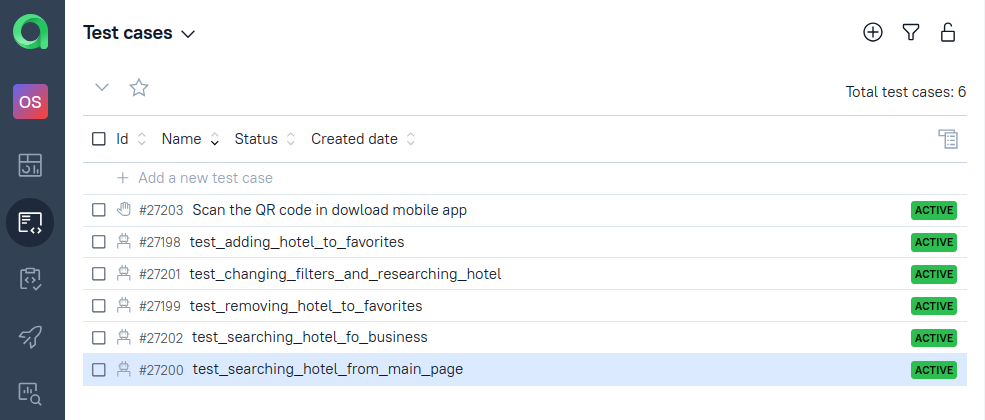 Test cases
OS
Total test cases: 6
Id Name Status Created date
+ Add a new test case
#27203 Scan the QR code in dowload mobile app ACTIVE
#27198 test_adding_hotel_to_favorites ACTIVE
#27201 test_changing_filters_and_researching_hotel ACTIVE
#27199 test_removing_hotel_to_favorites ACTIVE
#27202 test_searching_hotel_fo_business ACTIVE
#27200 test_searching_hotel_from_main_page ACTIVE